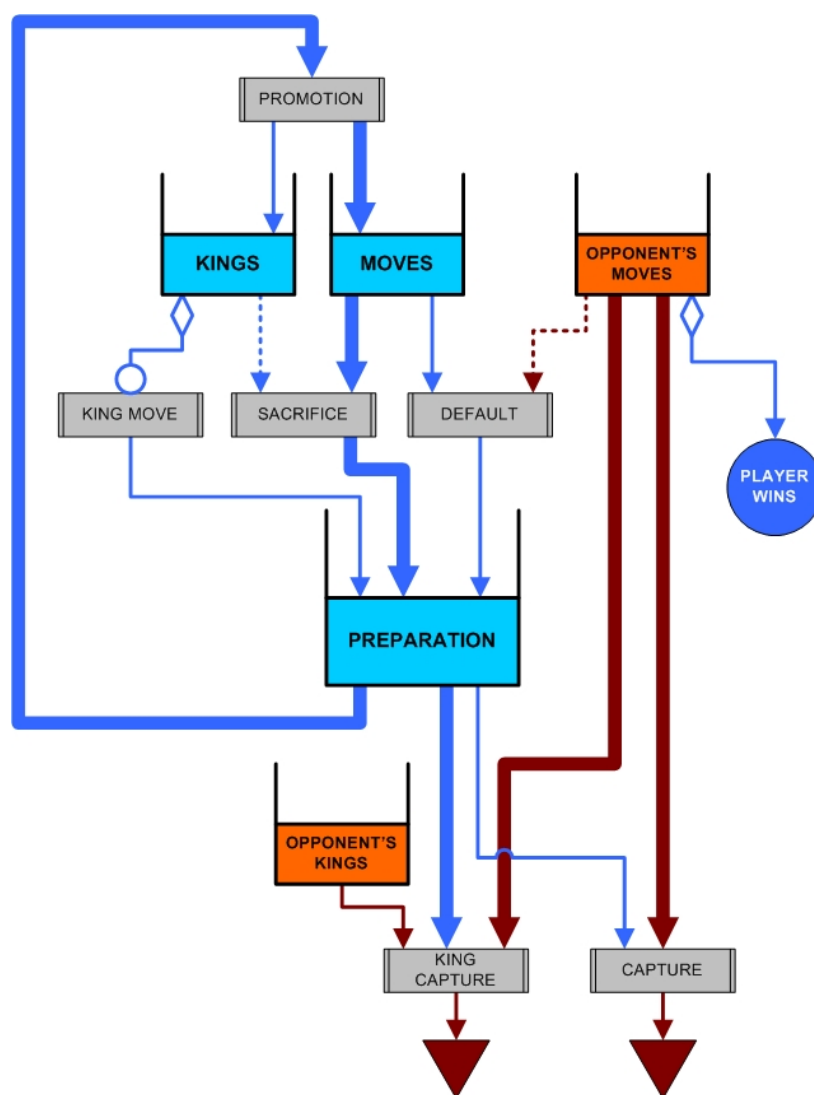 PROMOTION
KINGS
MOVES
OPPONENT'S
MOVES
KING MOVE
SACRIFICE
DEFAULT
PLAYER
WINS
PREPARATION
OPPONENT'S
KINGS
KING
CAPTURE
CAPTURE